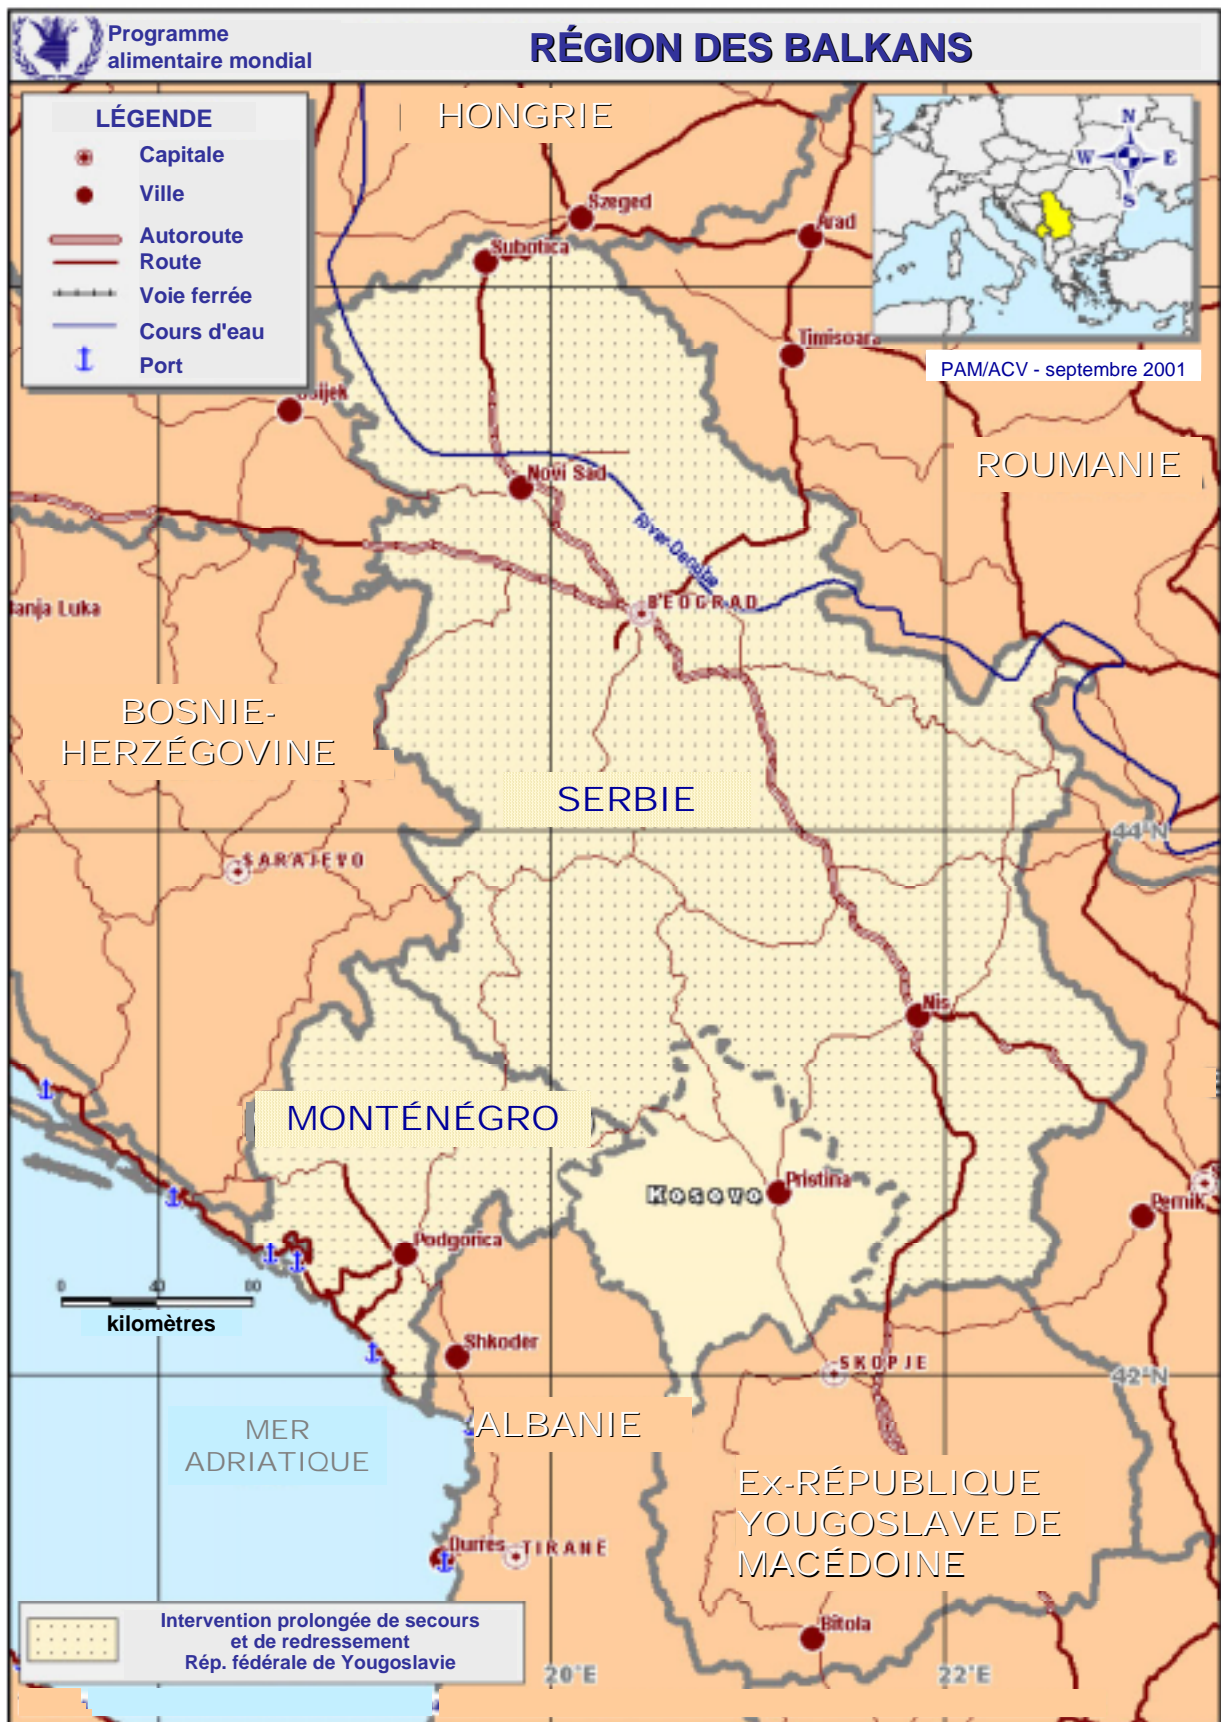 Programme
alimentaire mondial
RÉGION DES BALKANS
LÉGENDE
Capitale
Ville
Autoroute
Route
Voie ferrée
Cours d'eau
Port
HONGRIE
N
W E
S
Szeged
Arad
Subotica
Timisoara
PAM/ACV - septembre 2001
ROUMANIE
Novi Sad
River-Danube
BEOGRAD
Luka
BOSNIE-
HERZÉGOVINE
SERBIE
44°N
SARAJEVO
Nis
MONTÉNÉGRO
Kosovo
Pristina
Pernik
Podgorica
0 40 80
kilomètres
Shkoder
SKOPJE
42°N
MER
ADRIATIQUE
ALBANIE
Ex-RÉPUBLIQUE
YOUGOSLAVE DE
MACÉDOINE
Durres
TIRANE
Bitola
Intervention prolongée de secours
et de redressement
Rép. fédérale de Yougoslavie
20°E
22°E